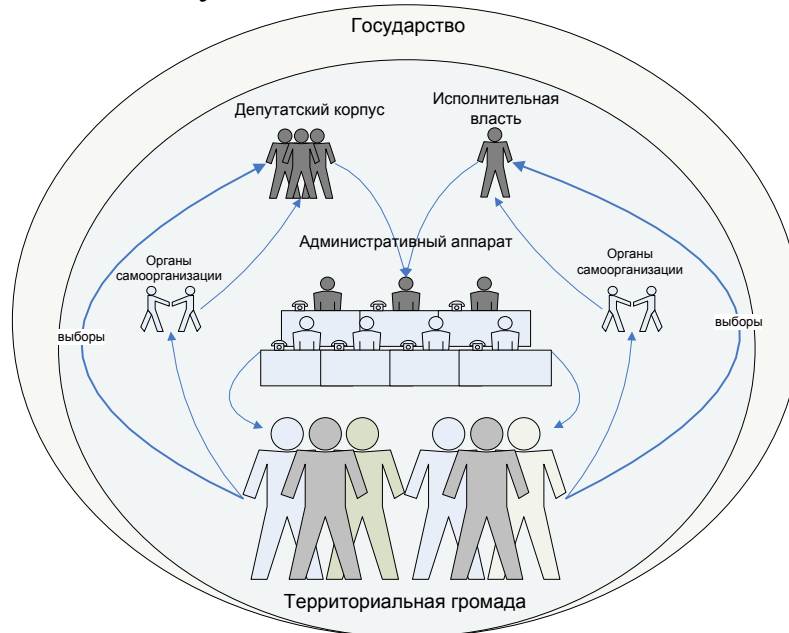 Государство
Депутатский корпус
Исполнительная
власть
Административный аппарат
Органы
самоорганизации
Органы
самоорганизации
выборы
выборы
Территориальная громада